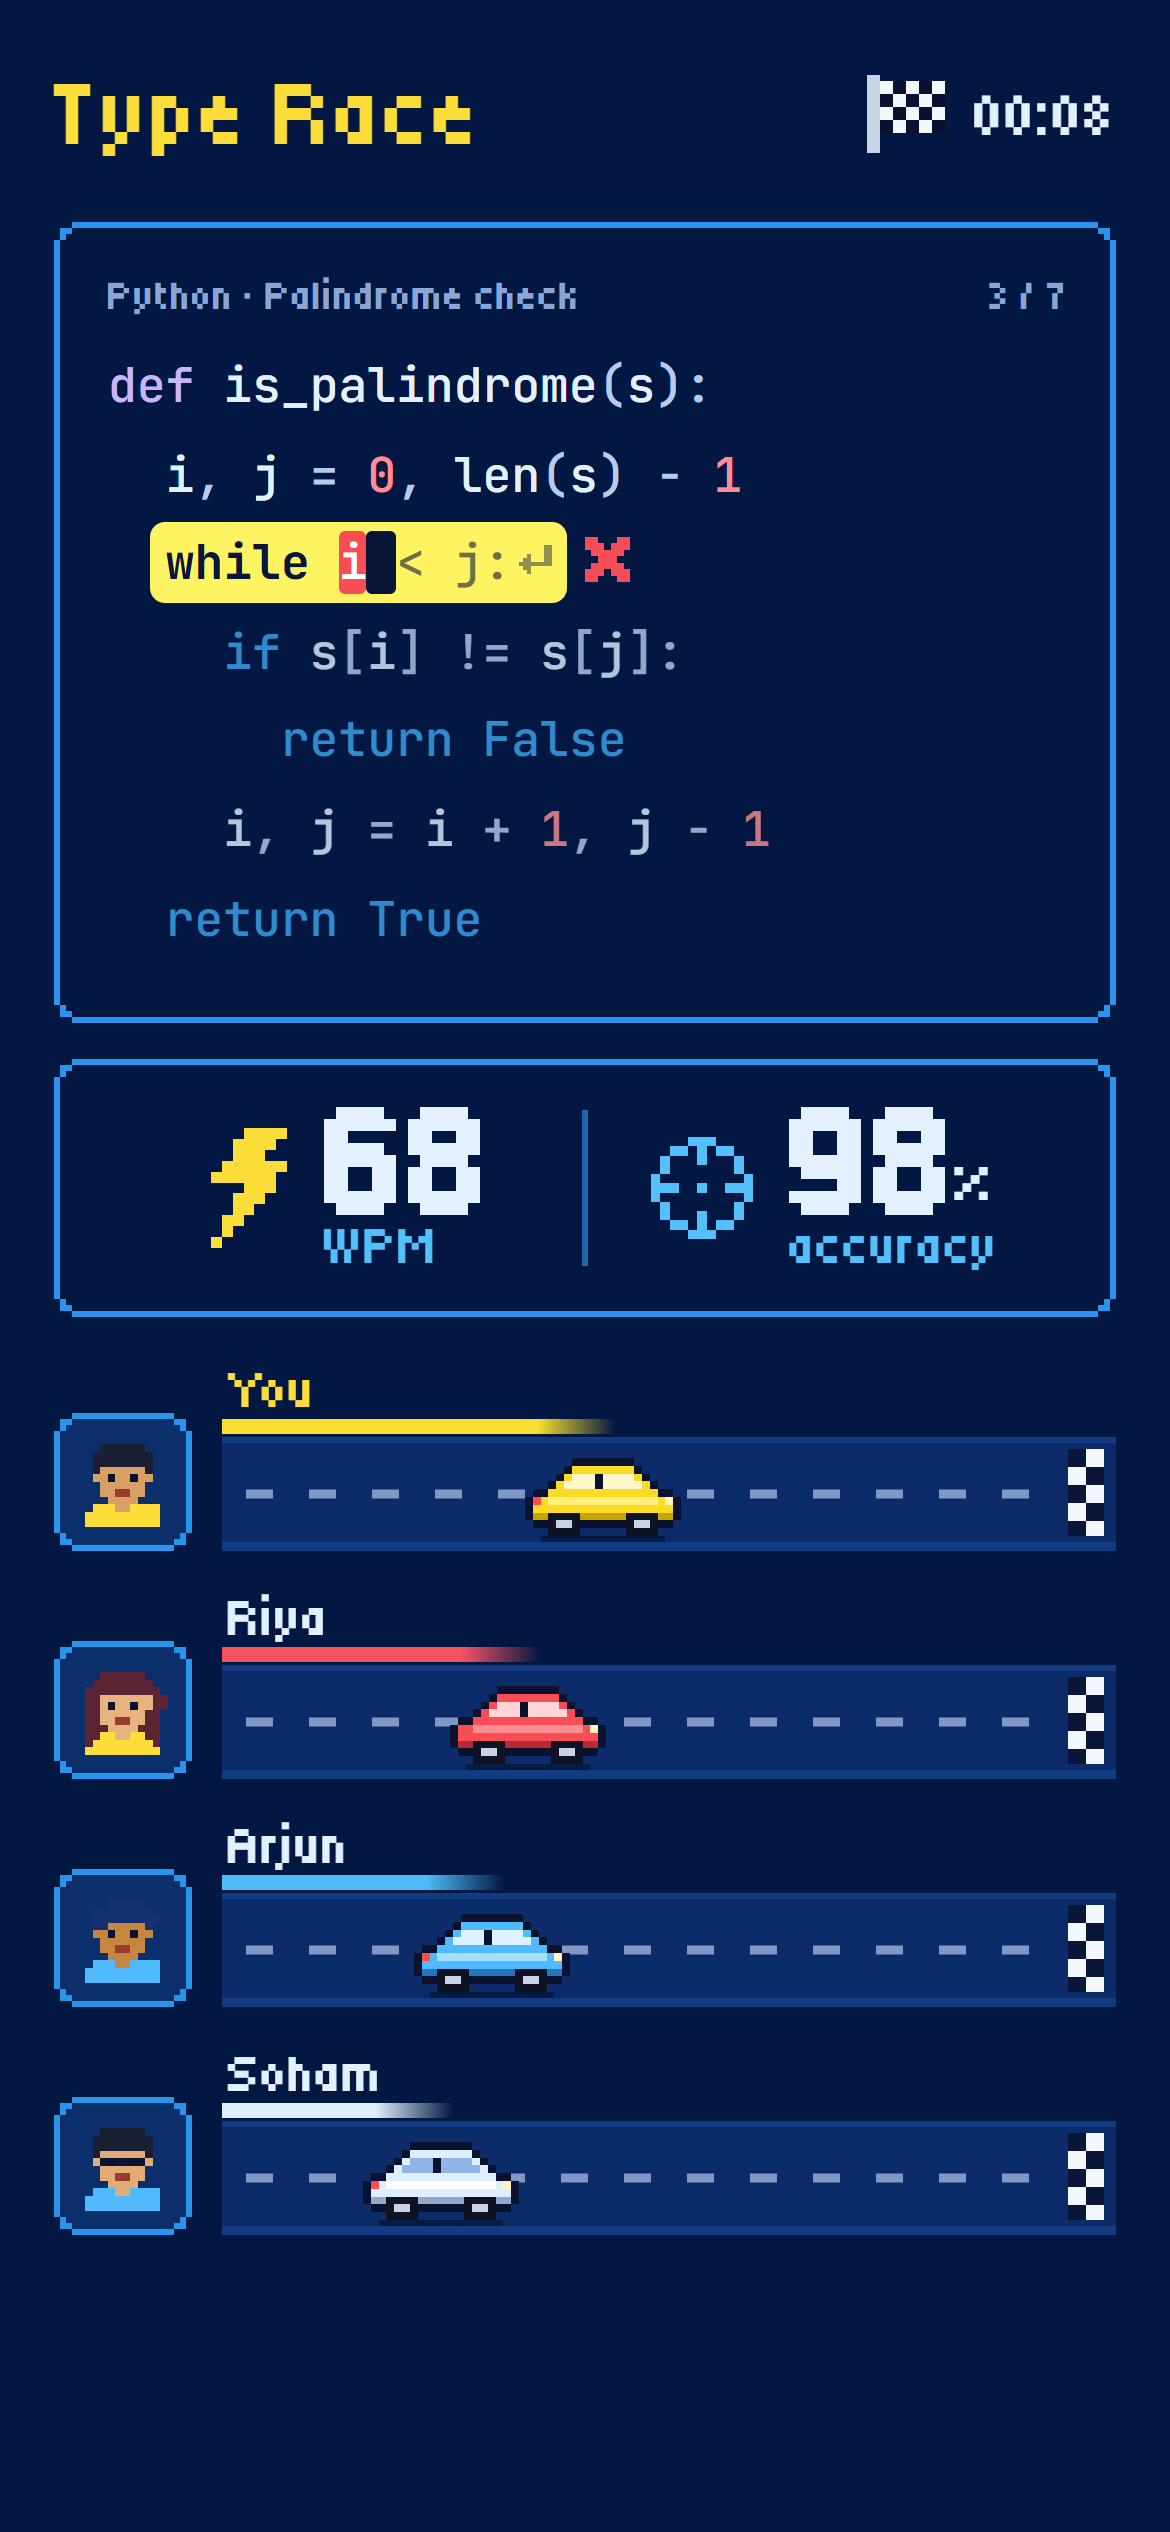 Type Race
00:03
Python · Palindrome check
3 / 7
def is_palindrome(s):
i, j = 0, len(s) - 1
while i < j:↵
if s[i] != s[j]:
return False
i, j = i + 1, j - 1
return True
68
WPM
98%
accuracy
You
Riya
Arjun
Soham